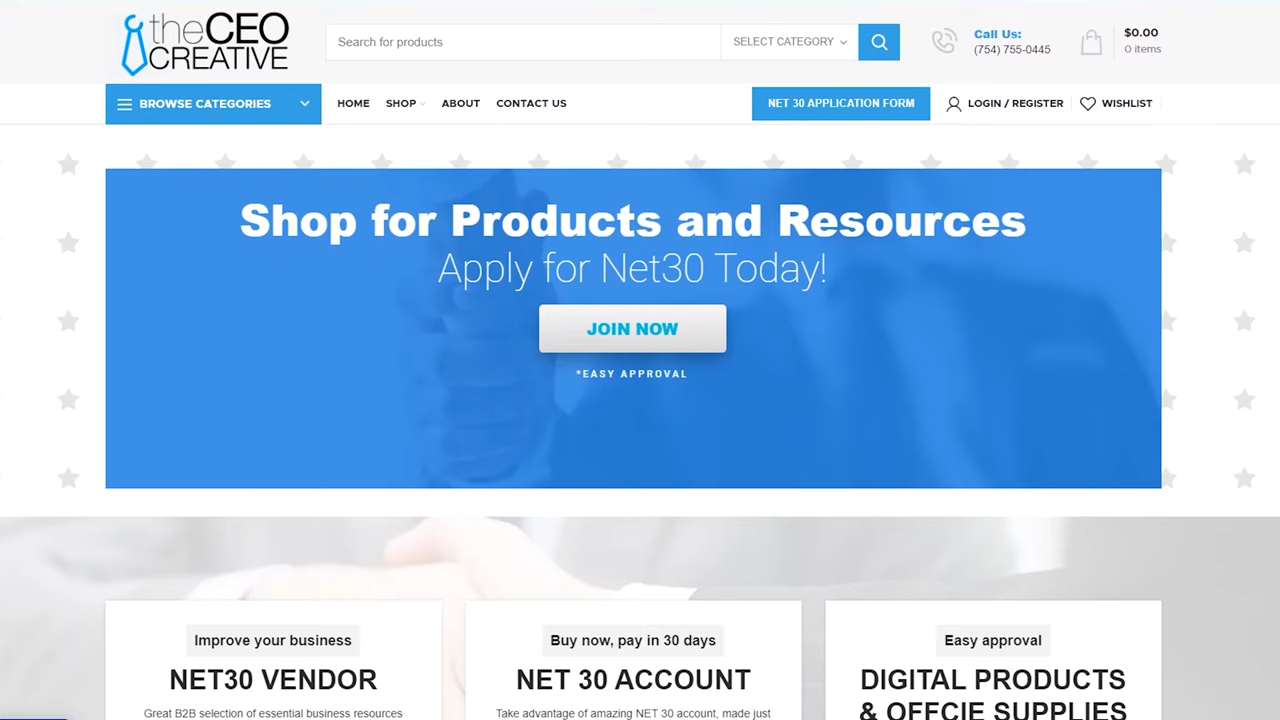 theCEO
CREATIVE
Search for products
SELECT CATEGORY
Call Us:
(754) 755-0445
$0.00
0 items
BROWSE CATEGORIES
HOME
SHOP
ABOUT
CONTACT US
NET 30 APPLICATION FORM
LOGIN / REGISTER
WISHLIST
Shop for Products and Resources
Apply for Net30 Today!
JOIN NOW
*EASY APPROVAL
Improve your business
NET30 VENDOR
Great B2B selection of essential business resources
Buy now, pay in 30 days
NET 30 ACCOUNT
Take advantage of amazing NET 30 account, made just
Easy approval
DIGITAL PRODUCTS
& OFFCIE SUPPLIES